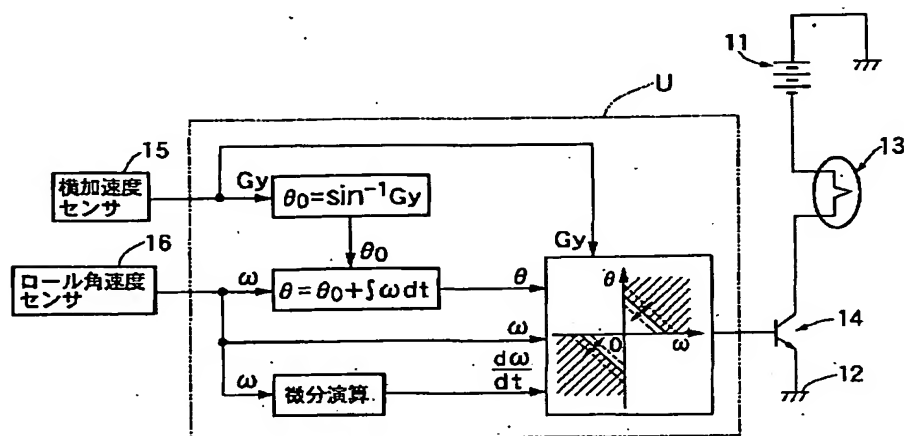 11
U
15
13
横加速度
センサ
Gy
θ₀=sin⁻¹Gy
16
θ₀
Gy
ロール角速度
センサ
ω
θ=θ₀+∫ωdt
θ
θ
0
ω
14
ω
dω
dt
ω
微分演算
12